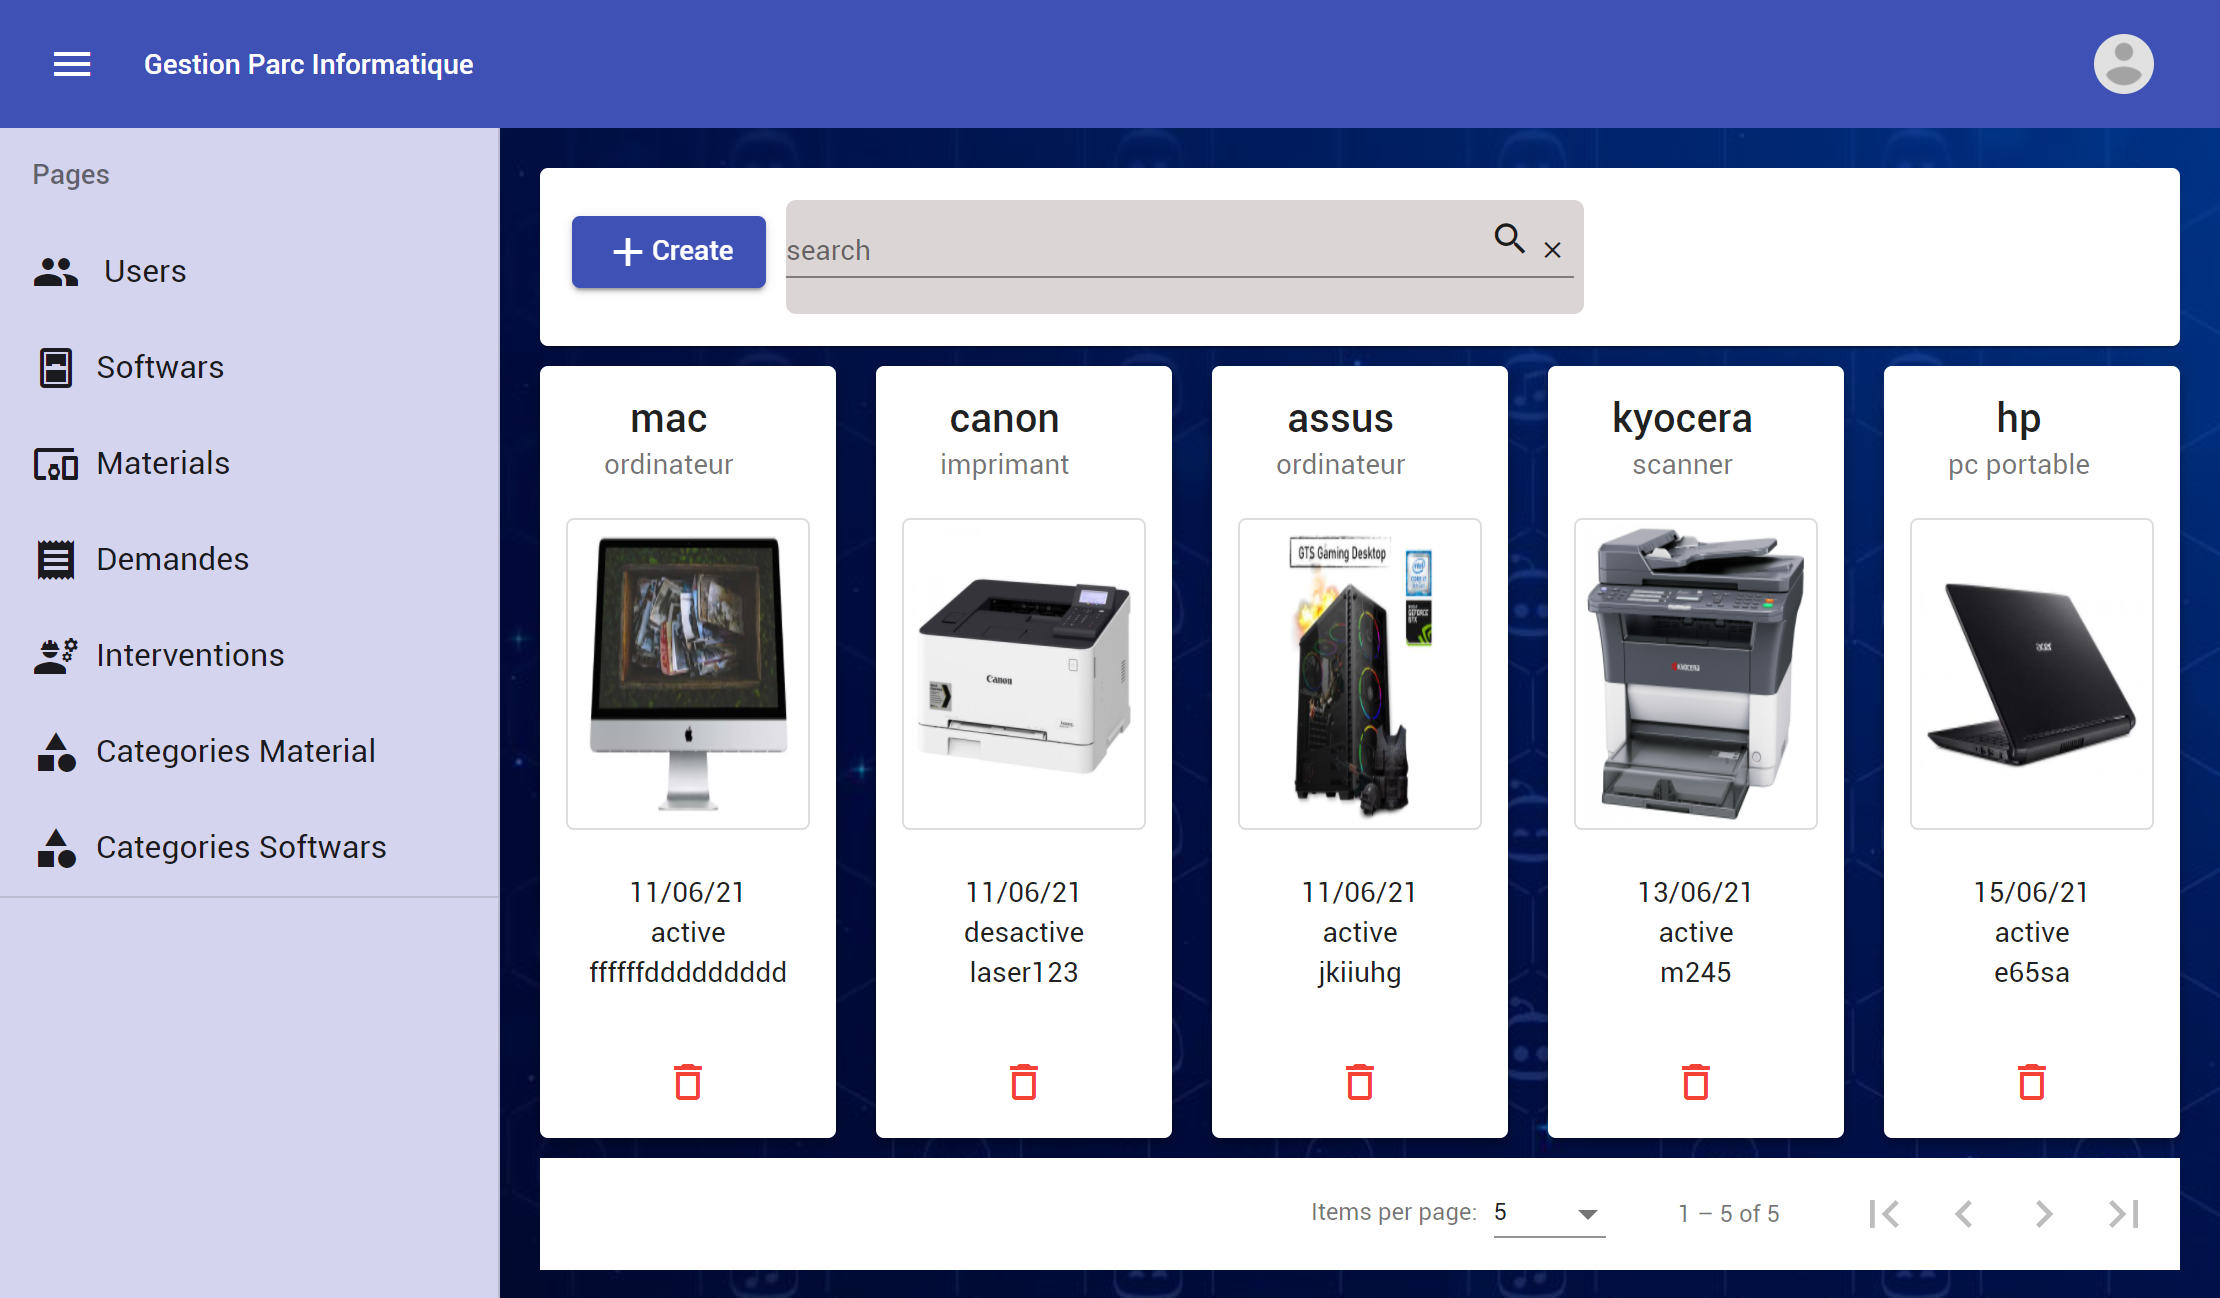 Gestion Parc Informatique
Pages
Users
Softwars
Materials
Demandes
Interventions
Categories Material
Categories Softwars
Create
search
mac
ordinateur
11/06/21
active
ffffffddddddddd
canon
imprimant
Canon
11/06/21
desactive
laser123
assus
ordinateur
GTS Gaming Desktop
11/06/21
active
jkiiuhg
kyocera
scanner
KYOCERA
13/06/21
active
m245
hp
pc portable
acer
15/06/21
active
e65sa
Items per page: 5
1 – 5 of 5